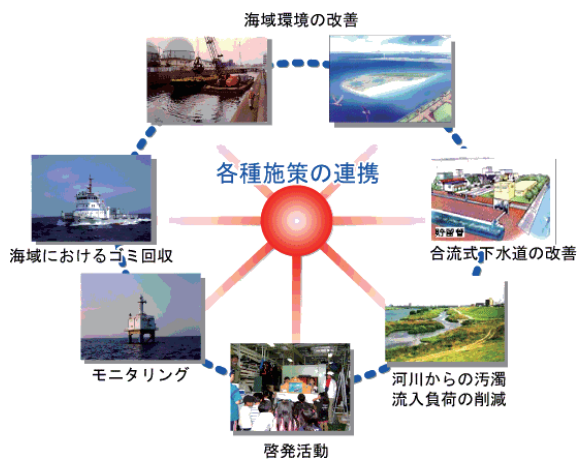 海域環境の改善
各種施策の連携
貯留管
合流式下水道の改善
海域におけるゴミ回収
モニタリング
河川からの汚濁
流入負荷の削減
啓発活動